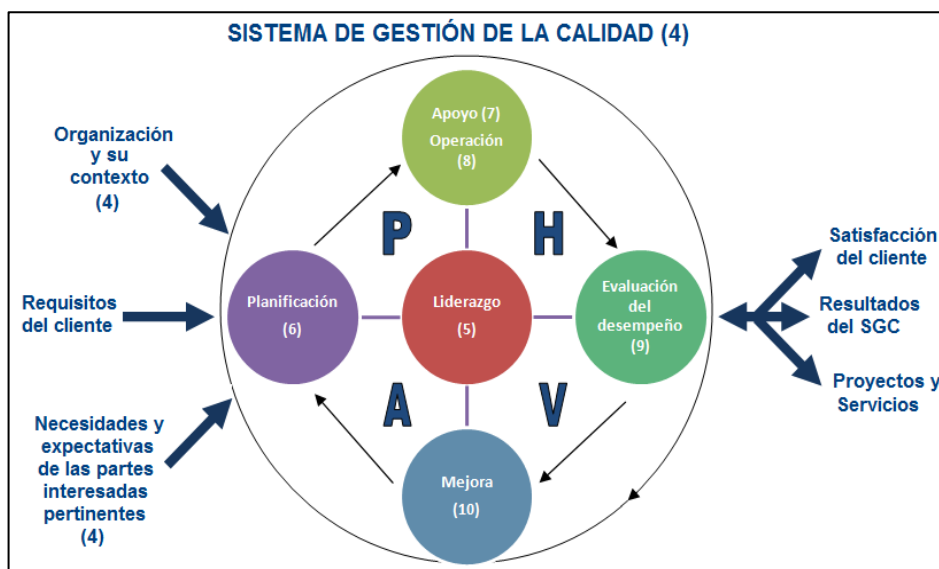 SISTEMA DE GESTIÓN DE LA CALIDAD (4)
Organización
y su
contexto
(4)
Requisitos
del cliente
Necesidades y
expectativas
de las partes
interesadas
pertinentes
(4)
Apoyo (7)
Operación
(8)
P
H
Planificación
(6)
Liderazgo
(5)
Evaluación
del
desempeño
(9)
A
V
Mejora
(10)
Satisfacción
del cliente
Resultados
del SGC
Proyectos y
Servicios